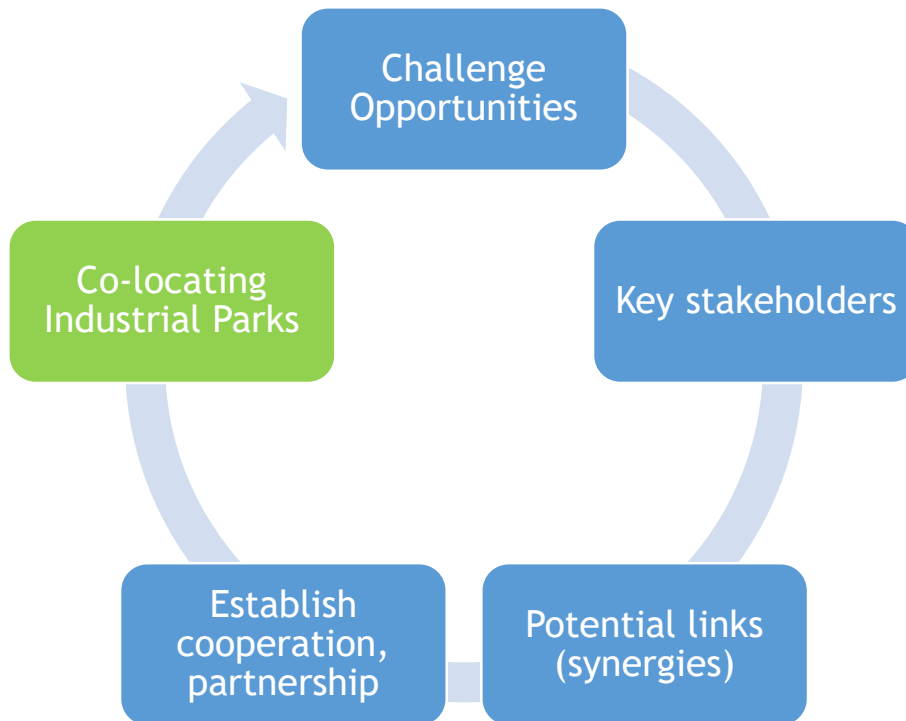 Challenge
Opportunities
Key stakeholders
Potential links
(synergies)
Establish
cooperation,
partnership
Co-locating
Industrial Parks